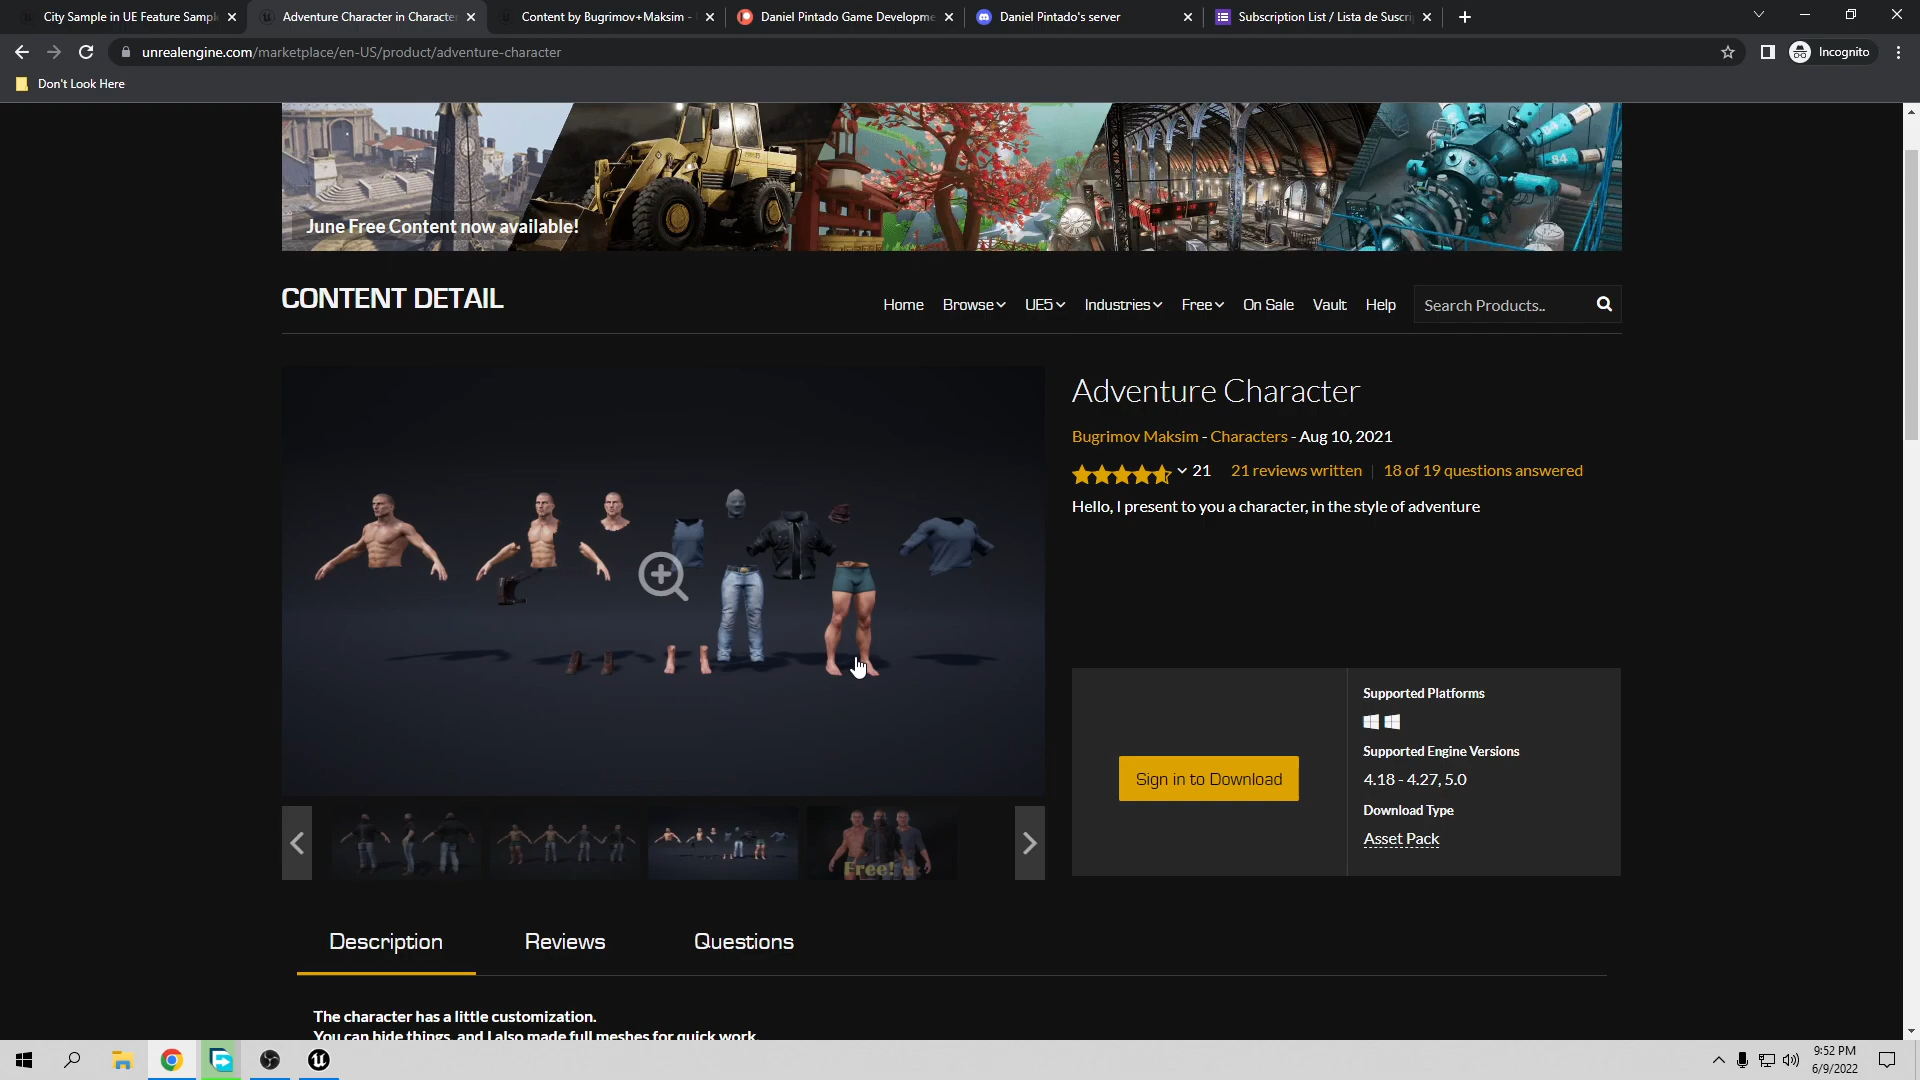 City Sample in UE Feature Sampl
Adventure Character in Character
Content by Bugrimov+Maksim -
Daniel Pintado Game Developme
Daniel Pintado's server
Subscription List / Lista de Suscri
unrealengine.com/marketplace/en-US/product/adventure-character
Incognito
Don't Look Here
June Free Content now available!
CONTENT DETAIL
Home
Browse
UE5
Industries
Free
On Sale
Vault
Help
Search Products..
Adventure Character
Bugrimov Maksim - Characters - Aug 10, 2021
21
21 reviews written
18 of 19 questions answered
Hello, I present to you a character, in the style of adventure
Sign in to Download
Supported Platforms
Supported Engine Versions
4.18 - 4.27, 5.0
Download Type
Asset Pack
Free!
Description
Reviews
Questions
The character has a little customization.
You can hide things, and I also made full meshes for quick work.
9:52 PM
6/9/2022